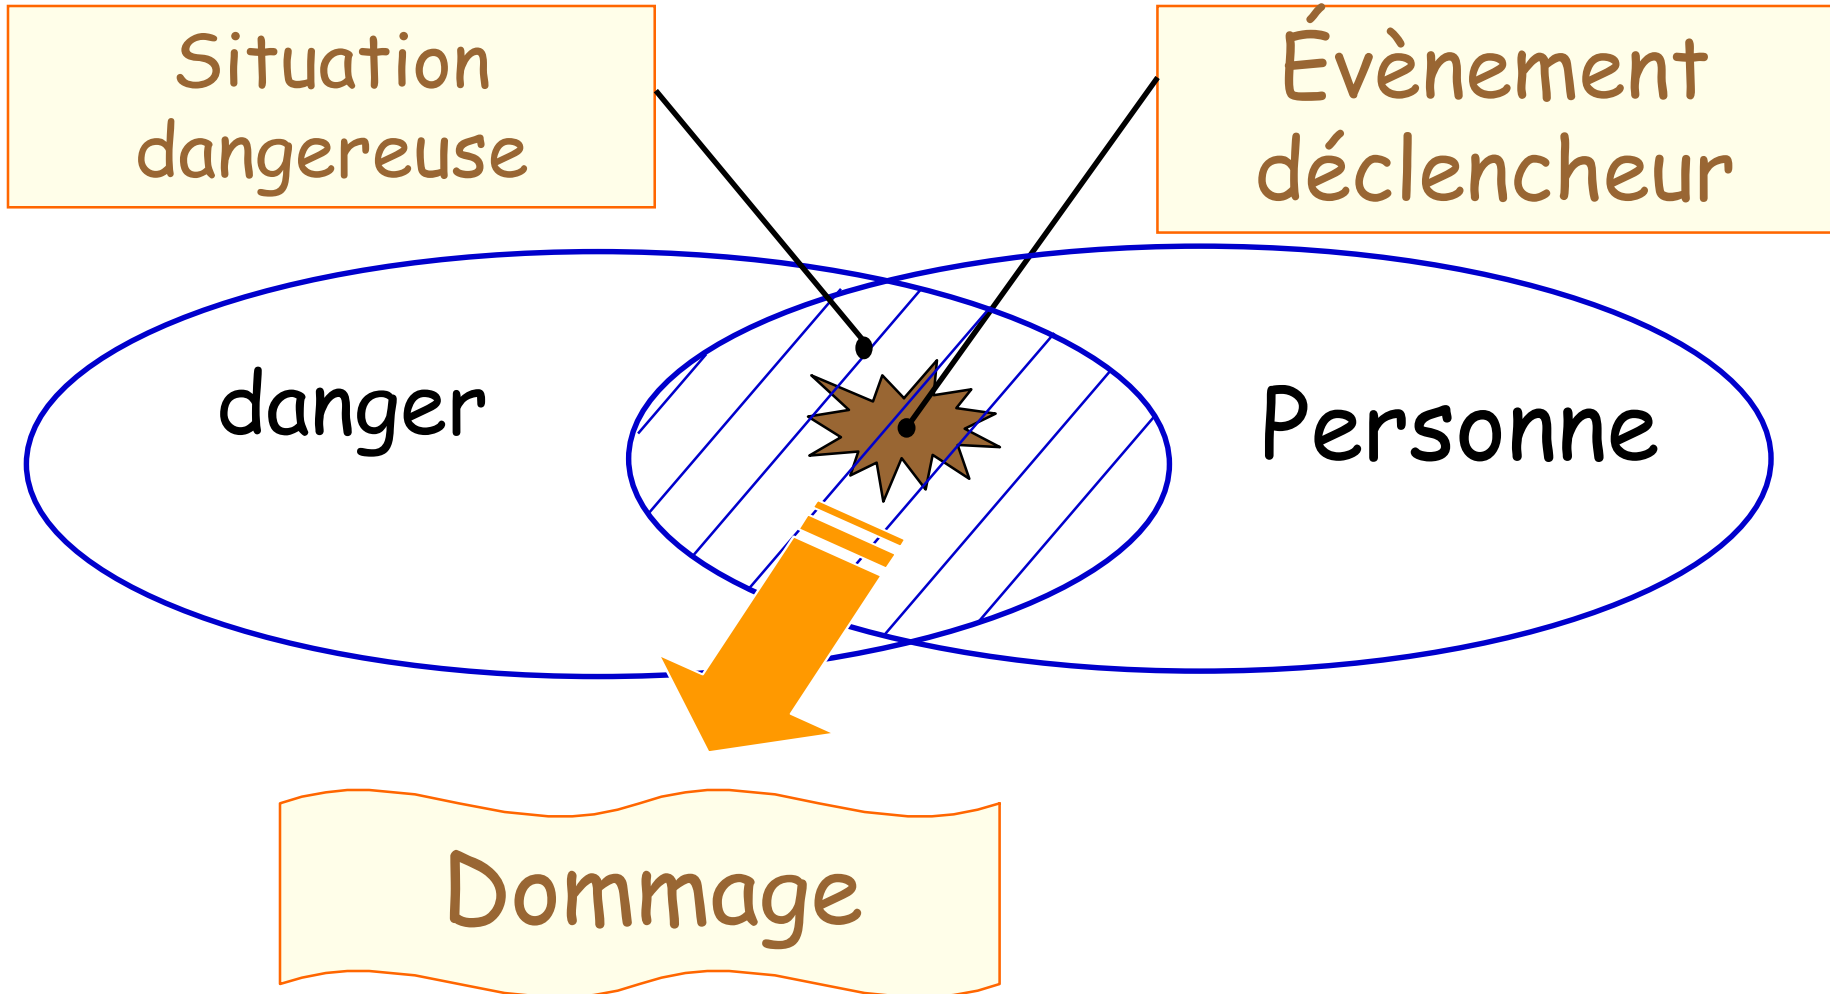 Situation
dangereuse
Évènement
déclencheur
danger
Personne
Dommage